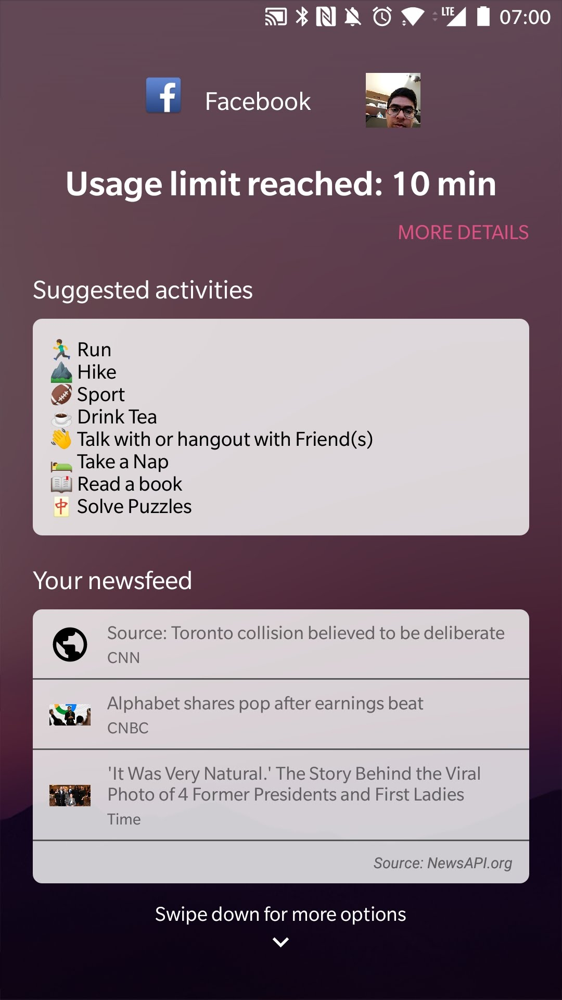 LTE 07:00
Facebook
Usage limit reached: 10 min
MORE DETAILS
Suggested activities
Run
Hike
Sport
Drink Tea
Talk with or hangout with Friend(s)
Take a Nap
Read a book
中 Solve Puzzles
Your newsfeed
Source: Toronto collision believed to be deliberate
CNN
Alphabet shares pop after earnings beat
CNBC
'It Was Very Natural.' The Story Behind the Viral
Photo of 4 Former Presidents and First Ladies
Time
Source: NewsAPI.org
Swipe down for more options